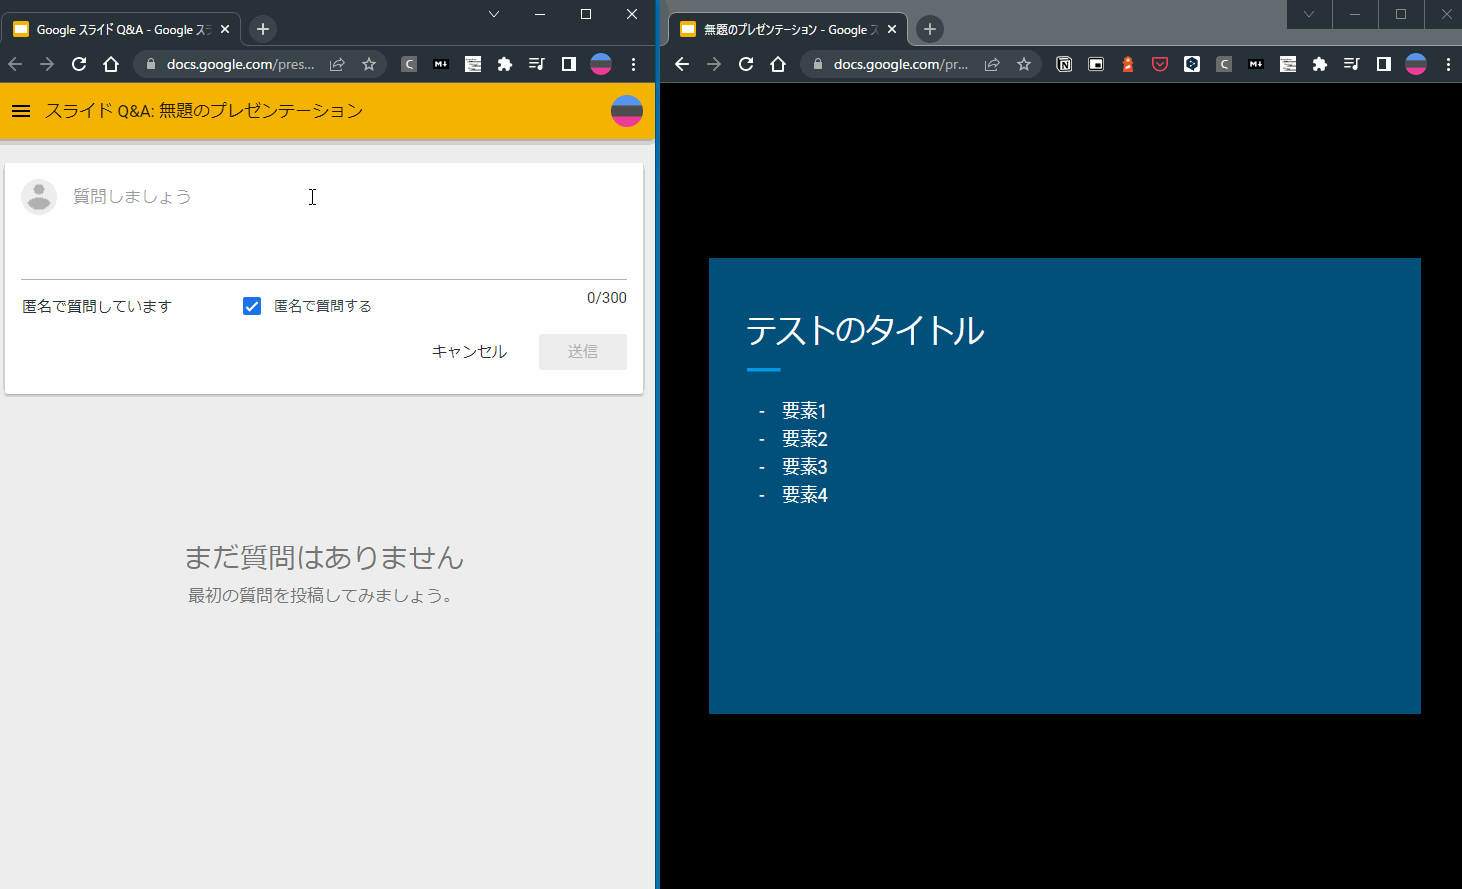 Google スライド Q&A - Google ス
docs.google.com/pres...
スライド Q&A: 無題のプレゼンテーション
質問しましょう
匿名で質問しています
匿名で質問する
0/300
キャンセル
送信
まだ質問はありません
最初の質問を投稿してみましょう。
無題のプレゼンテーション - Google ス
docs.google.com/pr...
C
M↓
N
C
M↓
テストのタイトル
- 要素1
- 要素2
- 要素3
- 要素4